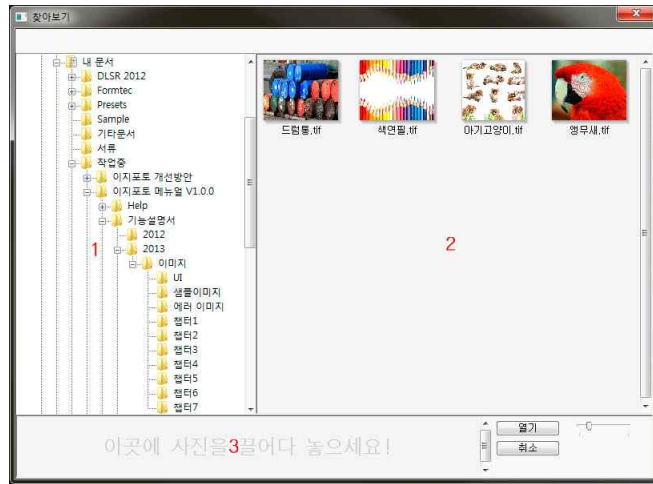 찾아보기
내 문서
DLSR 2012
Formtec
Presets
Sample
기타문서
서류
작업중
이지포토 개선방안
이지포토 메뉴얼 V1.0.0
Help
기능설명서
2012
1
2013
이미지
UI
샘플이미지
에러 이미지
챕터1
챕터2
챕터3
챕터4
챕터5
챕터6
챕터7
드럼통.tif
색연필.tif
아기고양이.tif
앵무새.tif
2
이곳에 사진을3끌어다 놓으세요!
열기
취소